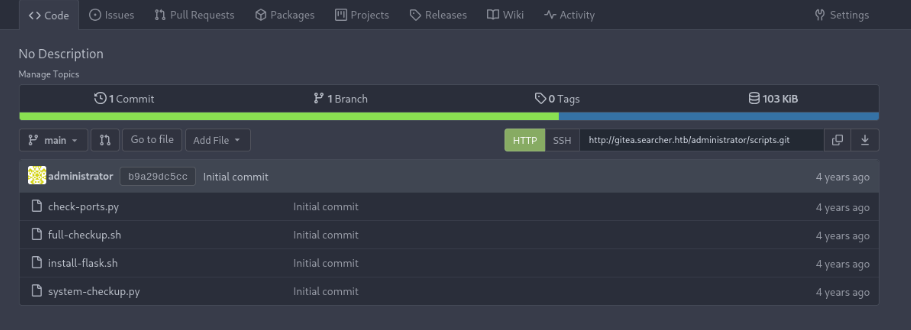 Code Issues Pull Requests Packages Projects Releases Wiki Activity Settings
No Description
Manage Topics
1 Commit 1 Branch 0 Tags 103 KiB
main Go to file Add File HTTP SSH http://gitea.searcher.htb/administrator/scripts.git
administrator b9a29dc5cc Initial commit 4 years ago
check-ports.py Initial commit 4 years ago
full-checkup.sh Initial commit 4 years ago
install-flask.sh Initial commit 4 years ago
system-checkup.py Initial commit 4 years ago